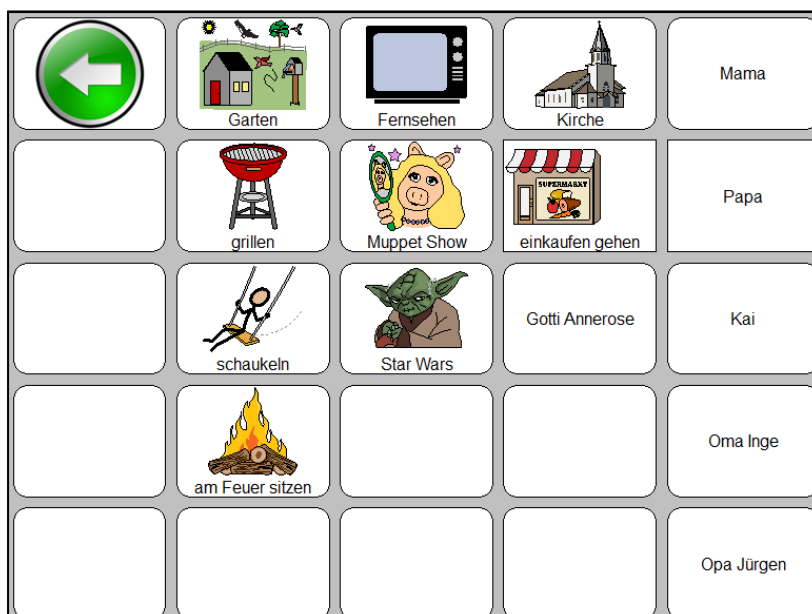 Garten
Fernsehen
Kirche
Mama
grillen
Muppet Show
SUPERMARKT
einkaufen gehen
Papa
schaukeln
Star Wars
Gotti Annerose
Kai
am Feuer sitzen
Oma Inge
Opa Jürgen